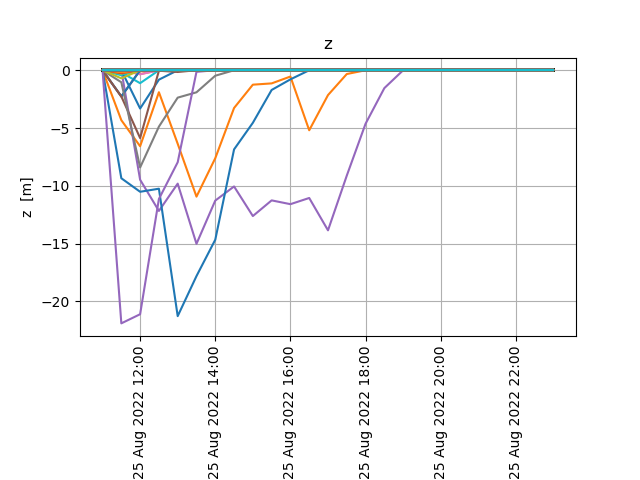 z
0
−5
−10
−15
−20
z [m]
25 Aug 2022 12:00
25 Aug 2022 14:00
25 Aug 2022 16:00
25 Aug 2022 18:00
25 Aug 2022 20:00
25 Aug 2022 22:00